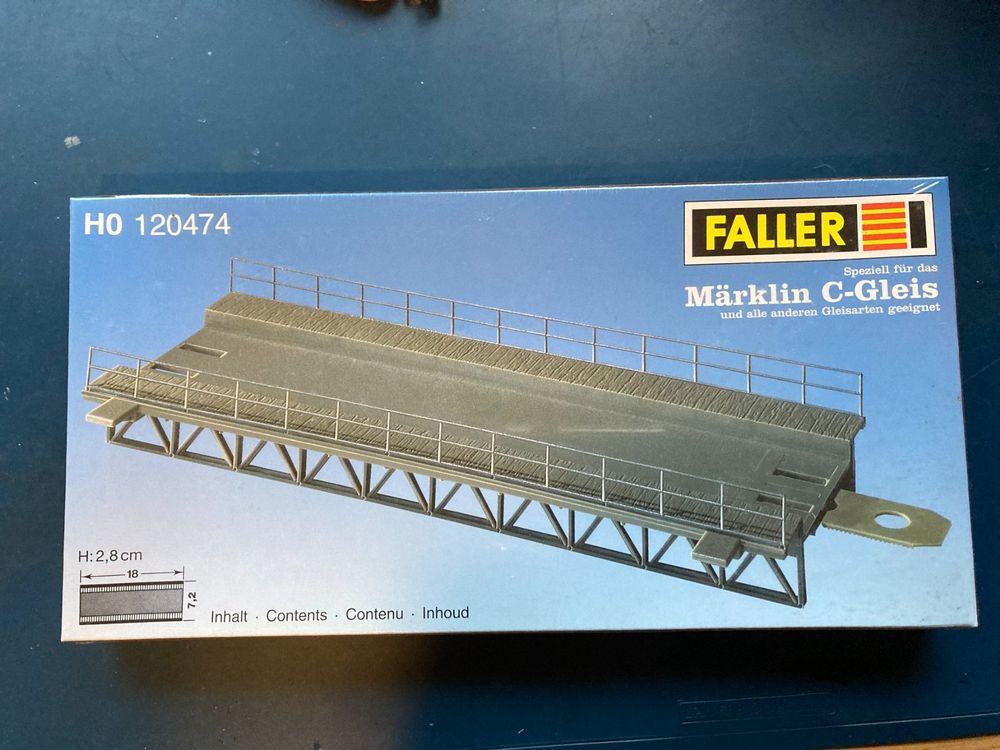 H0 120474
FALLER
Speziell für das
Märklin C-Gleis
und alle anderen Gleisarten geeignet
H: 2,8 cm
18
7,2
Inhalt · Contents · Contenu · Inhoud